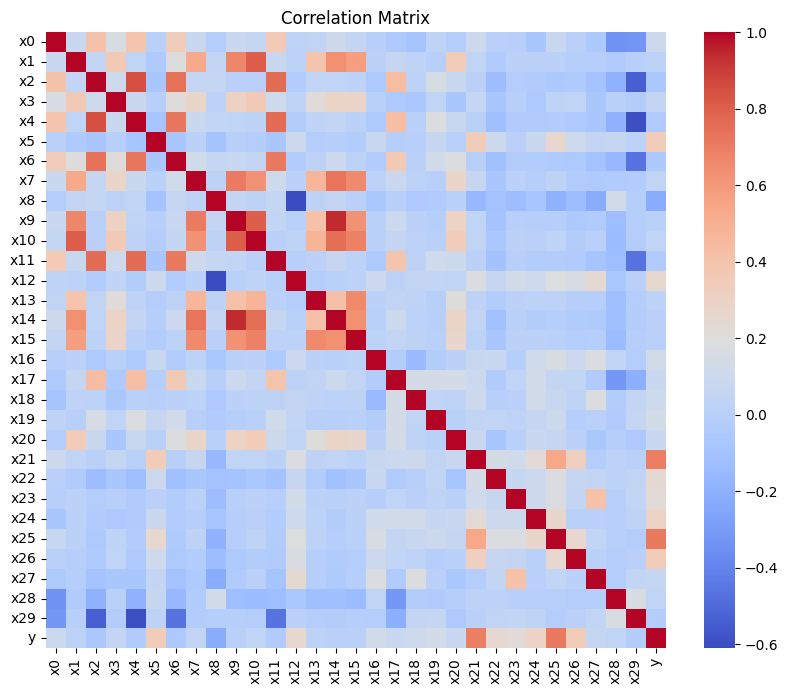 Correlation Matrix
x0
x1
x2
x3
x4
x5
x6
x7
x8
x9
x10
x11
x12
x13
x14
x15
x16
x17
x18
x19
x20
x21
x22
x23
x24
x25
x26
x27
x28
x29
y
x0 x1 x2 x3 x4 x5 x6 x7 x8 x9 x10 x11 x12 x13 x14 x15 x16 x17 x18 x19 x20 x21 x22 x23 x24 x25 x26 x27 x28 x29 y
1.0
0.8
0.6
0.4
0.2
0.0
−0.2
−0.4
−0.6